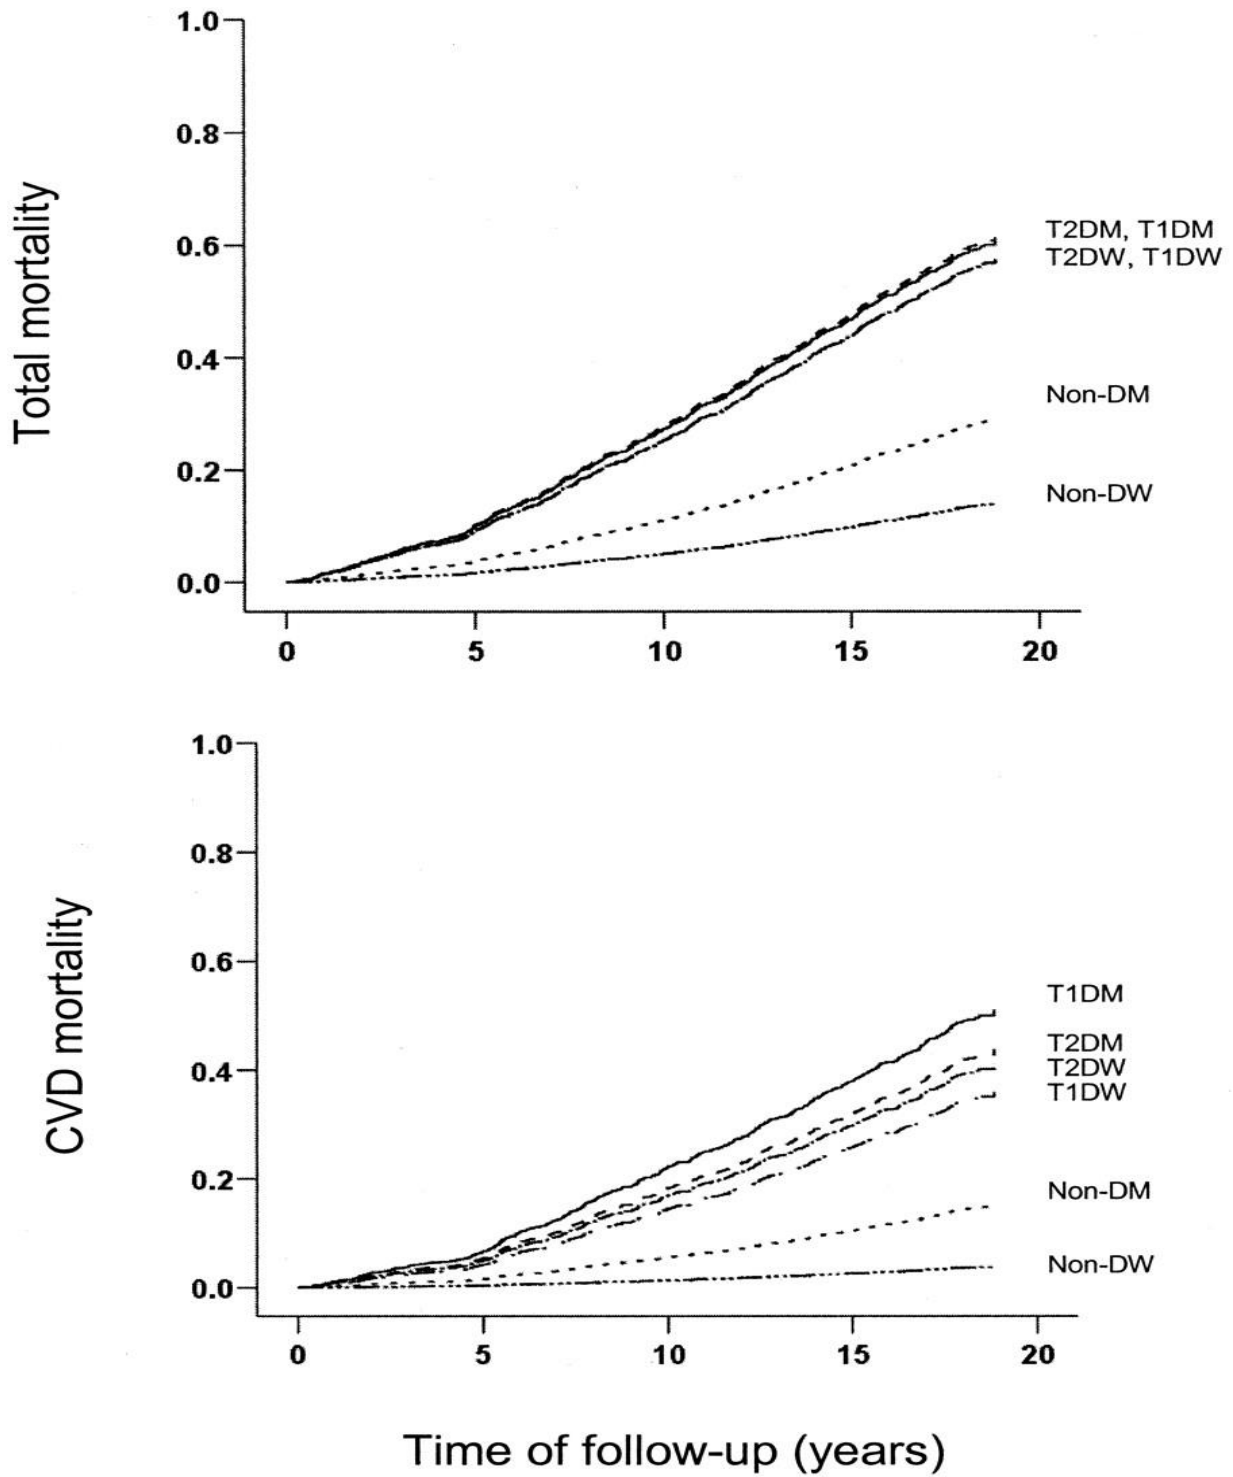 Total mortality
1.0
0.8
0.6
0.4
0.2
0.0
0 5 10 15 20
T2DM, T1DM
T2DW, T1DW
Non-DM
Non-DW
CVD mortality
1.0
0.8
0.6
0.4
0.2
0.0
0 5 10 15 20
T1DM
T2DM
T2DW
T1DW
Non-DM
Non-DW
Time of follow-up (years)